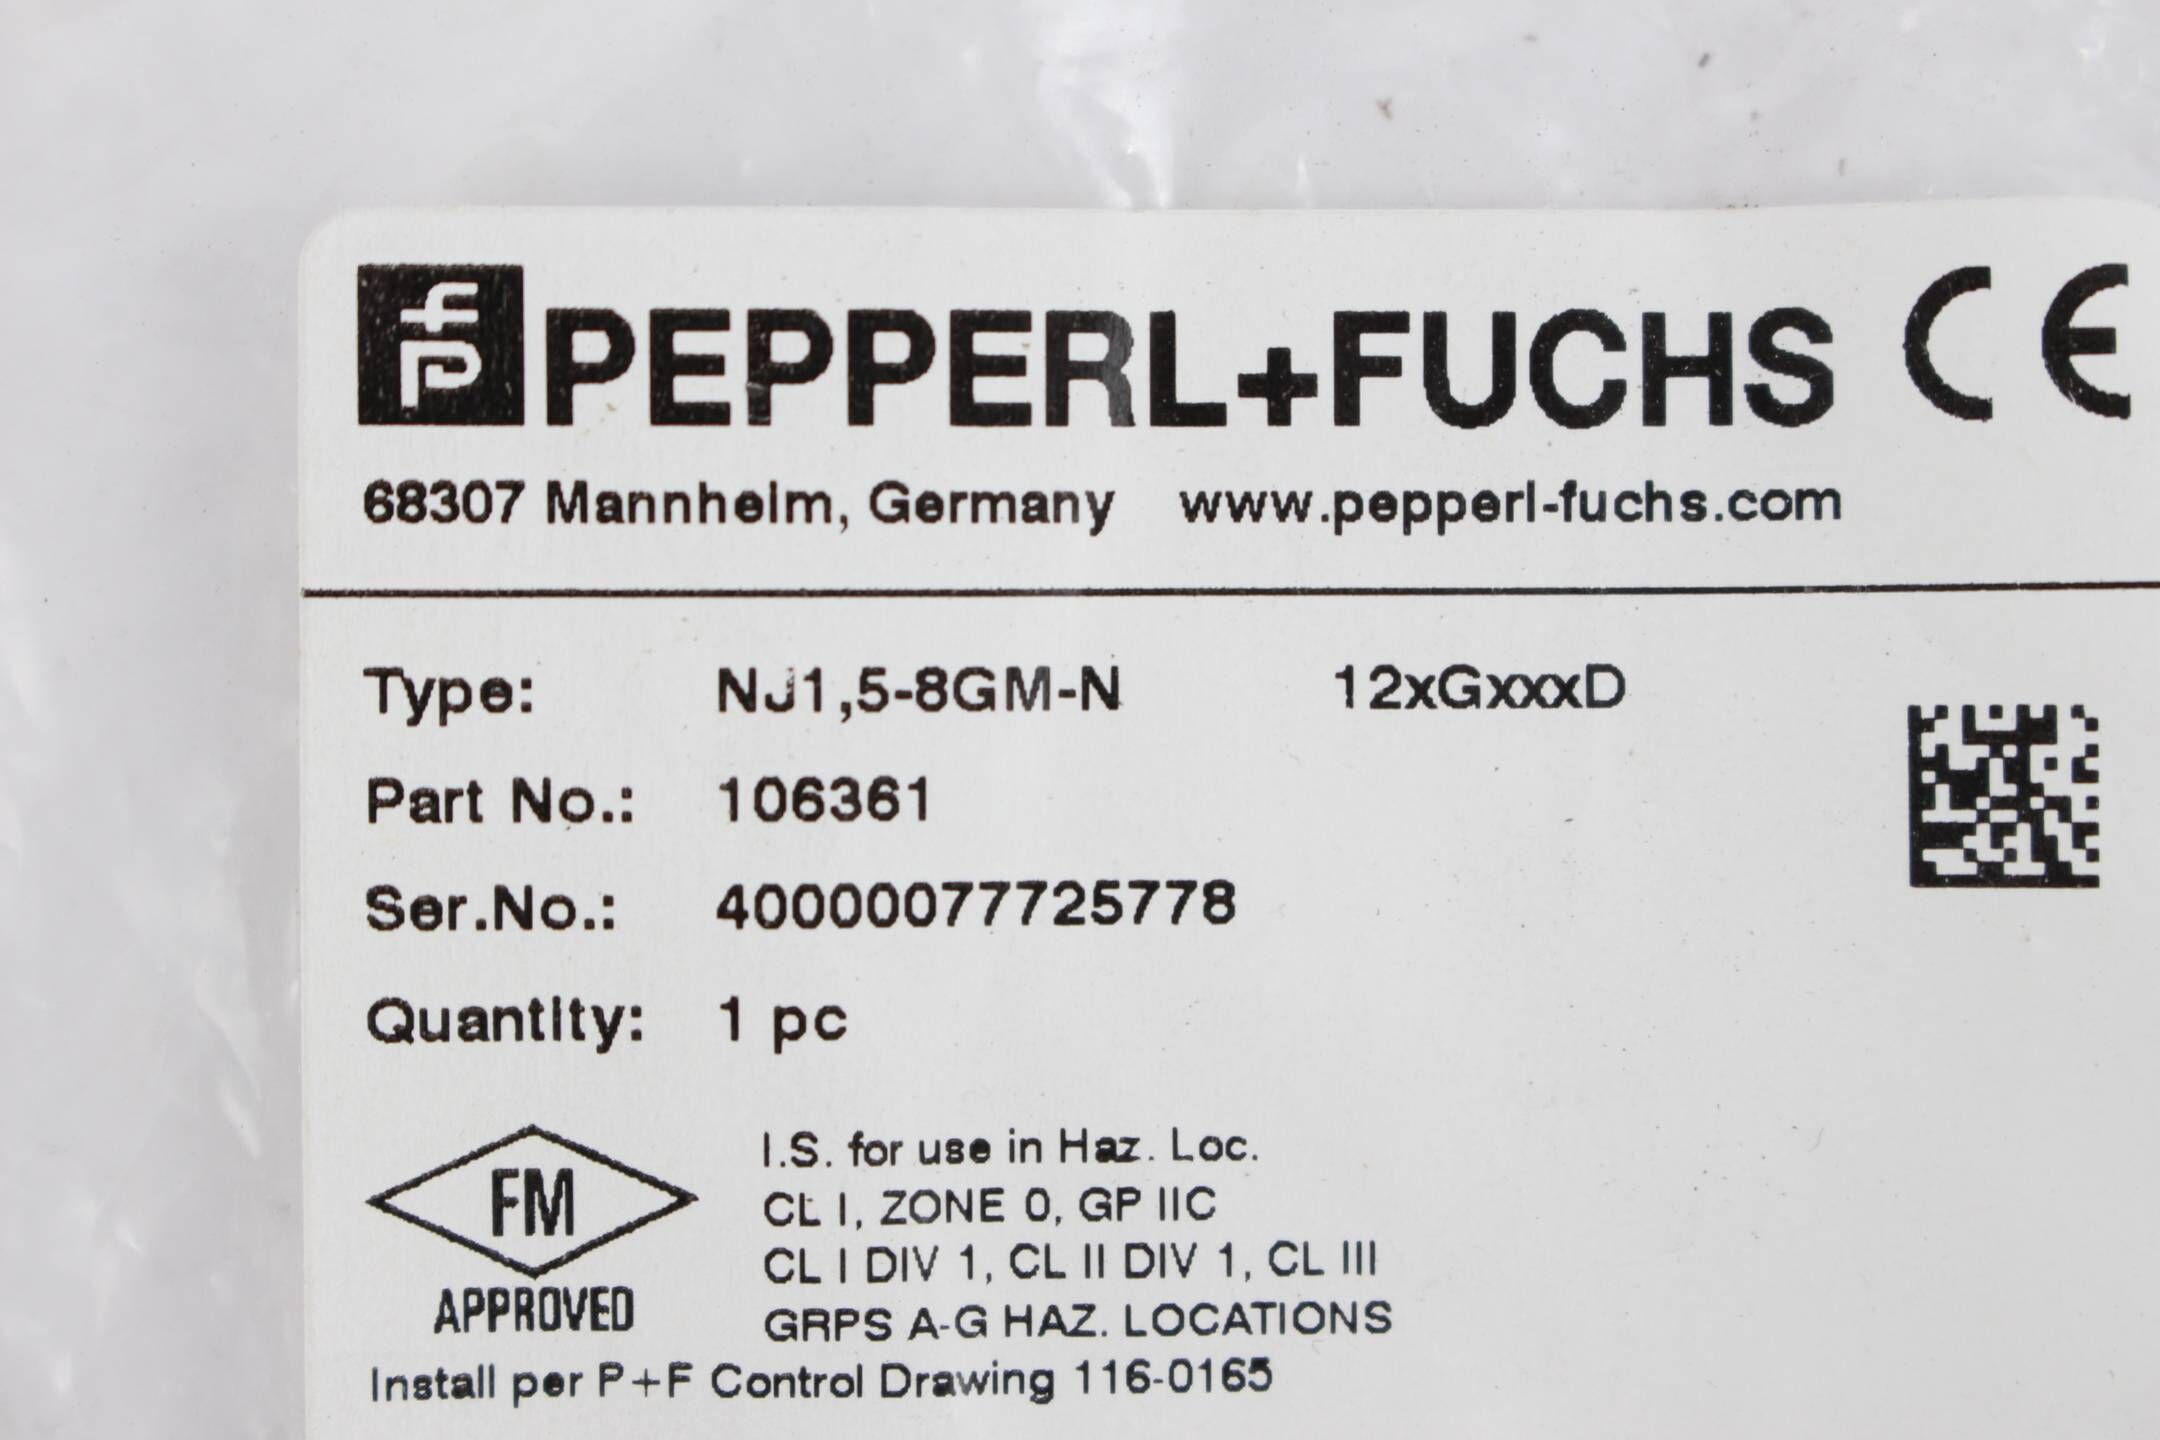 fp PEPPERL+FUCHS CE
68307 Mannheim, Germany www.pepperl-fuchs.com
Type: NJ1,5-8GM-N 12xGxxxD
Part No.: 106361
Ser.No.: 40000077725778
Quantity: 1 pc
I.S. for use in Haz. Loc.
CL I, ZONE 0, GP IIC
CL I DIV 1, CL II DIV 1, CL III
GRPS A-G HAZ. LOCATIONS
FM
APPROVED
Install per P+F Control Drawing 116-0165